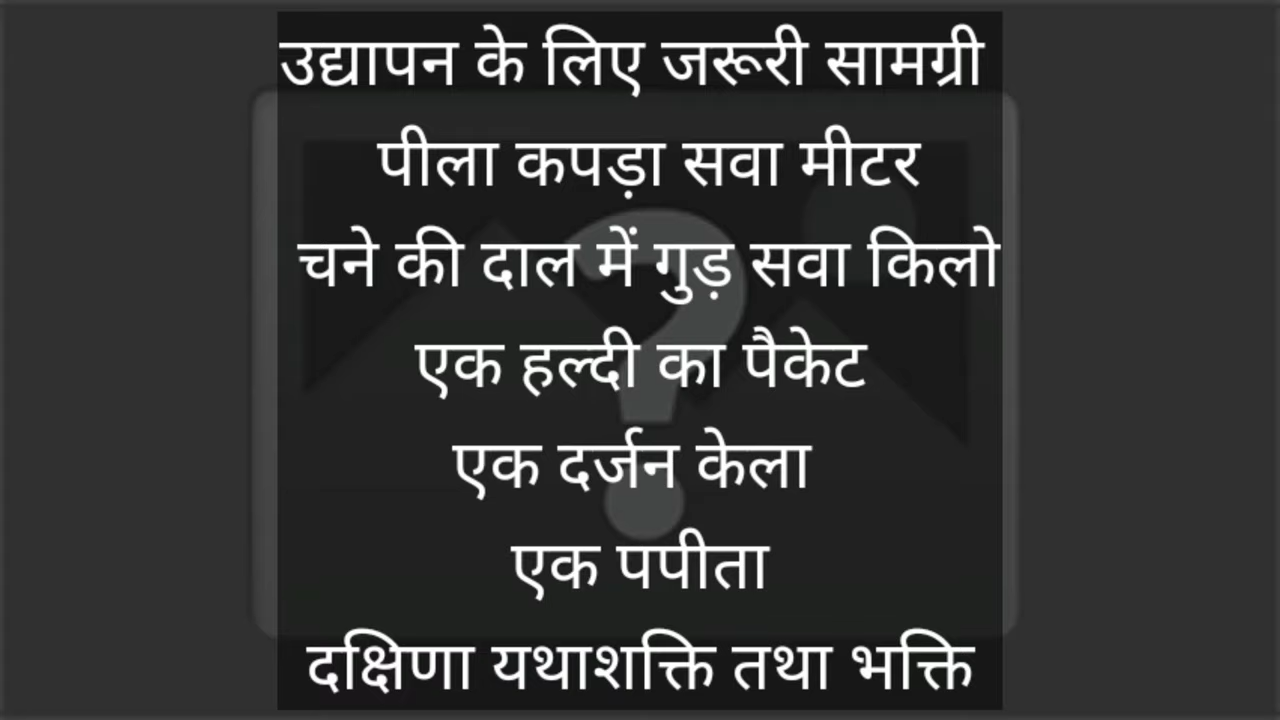 उद्यापन के लिए जरूरी सामग्री
पीला कपड़ा सवा मीटर
चने की दाल में गुड़ सवा किलो
एक हल्दी का पैकेट
एक दर्जन केला
एक पपीता
दक्षिणा यथाशक्ति तथा भक्ति